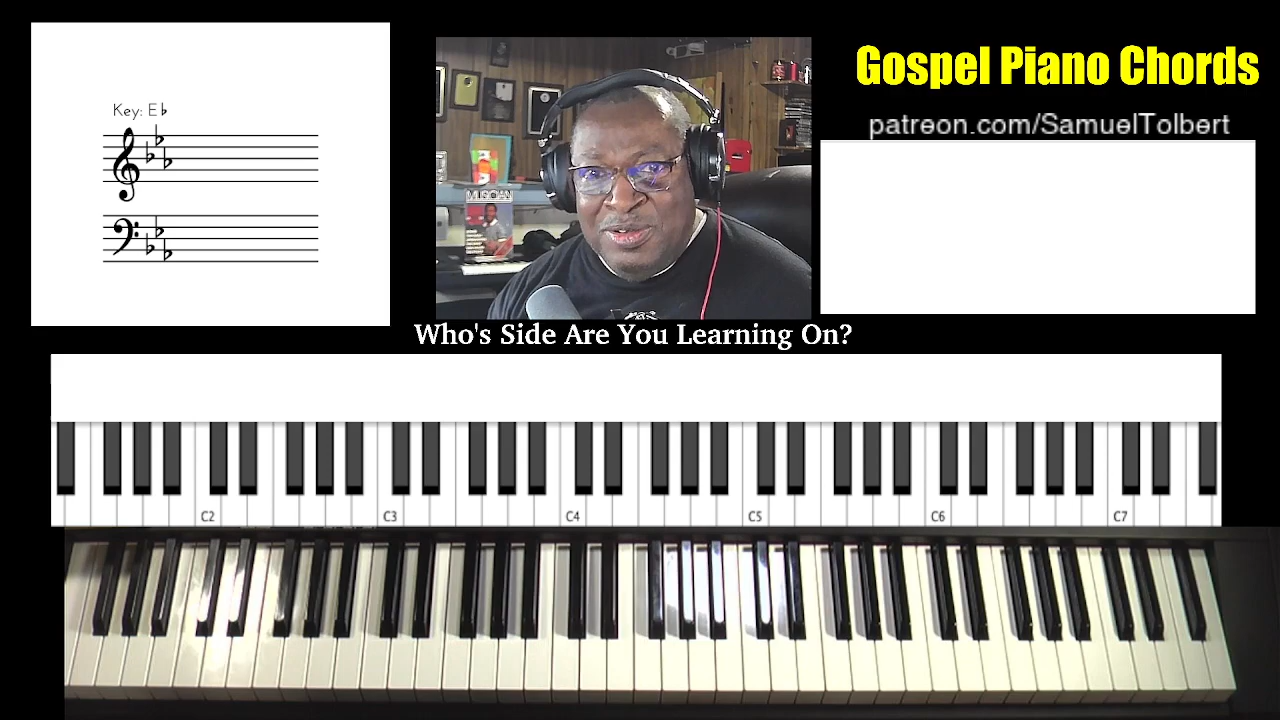 Gospel Piano Chords
Key: E♭
patreon.com/SamuelTolbert
Who's Side Are You Learning On?
C2 C3 C4 C5 C6 C7